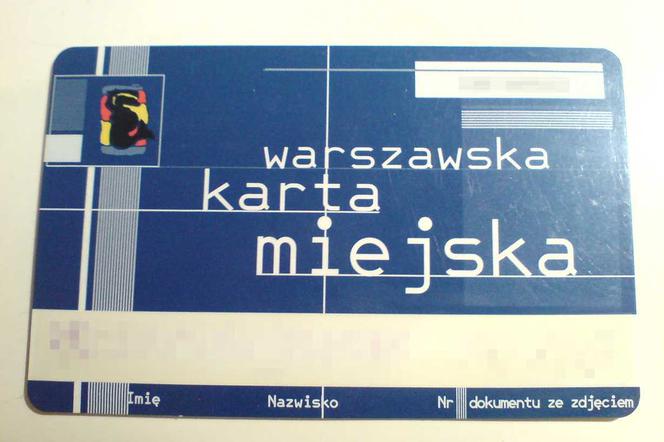 warszawska
karta
miejska
Imię Nazwisko Nr dokumentu ze zdjęciem